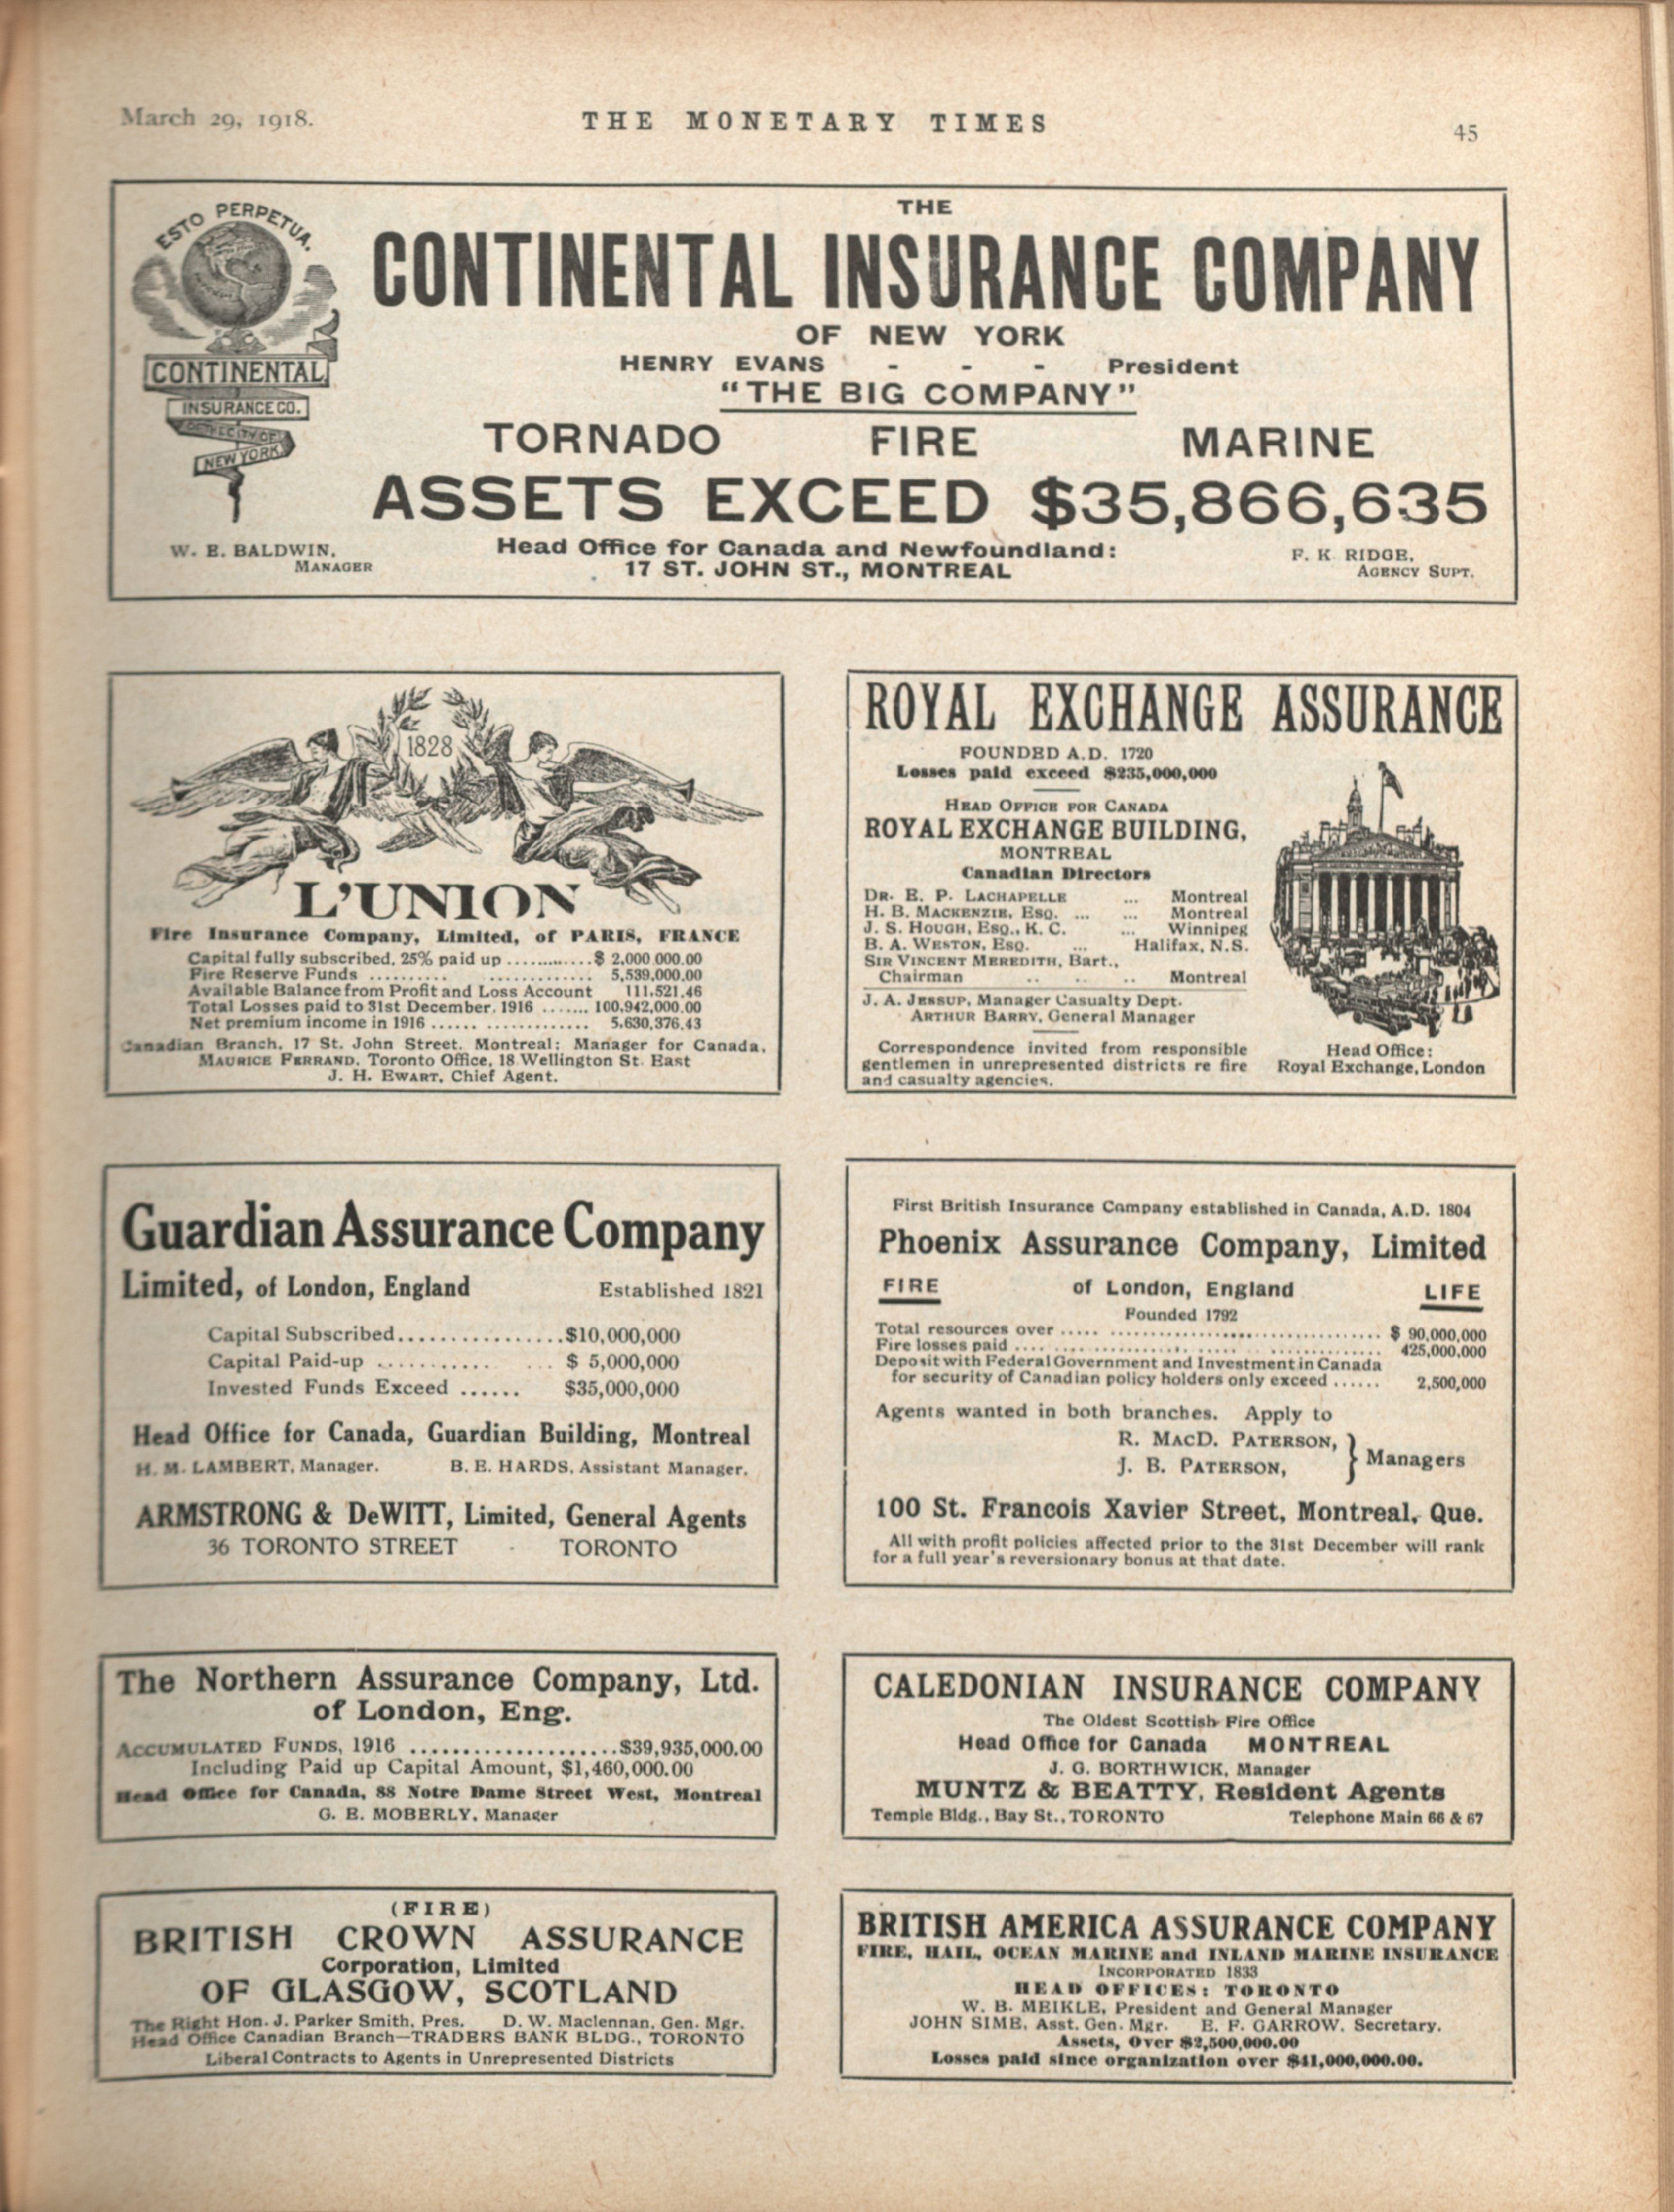 March 29, 1918.
THE MONETARY TIMES
45
ESTO PERPETUA.
CONTINENTAL
INSURANCE CO.
OF THE CITY OF
NEW YORK
THE
CONTINENTAL INSURANCE COMPANY
OF NEW YORK
HENRY EVANS - - - President
"THE BIG COMPANY"
TORNADO FIRE MARINE
ASSETS EXCEED $35,866,635
W. E. BALDWIN,
MANAGER
Head Office for Canada and Newfoundland:
17 ST. JOHN ST., MONTREAL
F. K RIDGE,
AGENCY SUPT.
1828
L'UNION
Fire Insurance Company, Limited, of PARIS, FRANCE
Capital fully subscribed, 25% paid up ............$ 2,000,000.00
Fire Reserve Funds .......... ............. 5,539,000.00
Available Balance from Profit and Loss Account 111,521.46
Total Losses paid to 31st December, 1916 ....... 100,942,000.00
Net premium income in 1916 ...... ............. 5,630,376.43
Canadian Branch, 17 St. John Street, Montreal; Manager for Canada,
MAURICE FERRAND. Toronto Office, 18 Wellington St. East
J. H. EWART, Chief Agent.
ROYAL EXCHANGE ASSURANCE
FOUNDED A.D. 1720
Losses paid exceed $235,000,000
HEAD OFFICE FOR CANADA
ROYAL EXCHANGE BUILDING,
MONTREAL
Canadian Directors
DR. E. P. LACHAPELLE ... Montreal
H. B. MACKENZIE, ESQ. ... ... Montreal
J. S. HOUGH, ESQ., K. C. ... Winnipeg
B. A. WESTON, ESQ. ... Halifax, N.S.
SIR VINCENT MEREDITH, Bart.,
Chairman .. .. .. Montreal
J. A. JESSUP, Manager Casualty Dept.
ARTHUR BARRY, General Manager
Correspondence invited from responsible
gentlemen in unrepresented districts re fire
and casualty agencies.
Head Office:
Royal Exchange, London
Guardian Assurance Company
Limited, of London, England Established 1821
Capital Subscribed................$10,000,000
Capital Paid-up ........... ... $ 5,000,000
Invested Funds Exceed ...... $35,000,000
Head Office for Canada, Guardian Building, Montreal
H. M. LAMBERT, Manager. B. E. HARDS, Assistant Manager.
ARMSTRONG & DeWITT, Limited, General Agents
36 TORONTO STREET - TORONTO
First British Insurance Company established in Canada, A.D. 1804
Phoenix Assurance Company, Limited
FIRE of London, England LIFE
Founded 1792
Total resources over ..... .................................. $ 90,000,000
Fire losses paid .... ..................... ..... ............. 425,000,000
Deposit with Federal Government and Investment in Canada
for security of Canadian policy holders only exceed ...... 2,500,000
Agents wanted in both branches. Apply to
R. MACD. PATERSON,
J. B. PATERSON,
} Managers
100 St. Francois Xavier Street, Montreal, Que.
All with profit policies affected prior to the 31st December will rank
for a full year's reversionary bonus at that date.
The Northern Assurance Company, Ltd.
of London, Eng.
ACCUMULATED FUNDS, 1916 .....................$39,935,000.00
Including Paid up Capital Amount, $1,460,000.00
Head Office for Canada, 88 Notre Dame Street West, Montreal
G. E. MOBERLY, Manager
CALEDONIAN INSURANCE COMPANY
The Oldest Scottish Fire Office
Head Office for Canada MONTREAL
J. G. BORTHWICK, Manager
MUNTZ & BEATTY, Resident Agents
Temple Bldg., Bay St., TORONTO Telephone Main 66 & 67
(FIRE)
BRITISH CROWN ASSURANCE
Corporation, Limited
OF GLASGOW, SCOTLAND
The Right Hon. J. Parker Smith, Pres. D. W. Maclennan, Gen. Mgr.
Head Office Canadian Branch—TRADERS BANK BLDG., TORONTO
Liberal Contracts to Agents in Unrepresented Districts
BRITISH AMERICA ASSURANCE COMPANY
FIRE, HAIL, OCEAN MARINE and INLAND MARINE INSURANCE
INCORPORATED 1833
HEAD OFFICES: TORONTO
W. B. MEIKLE, President and General Manager
JOHN SIME, Asst. Gen. Mgr. E. F. GARROW, Secretary.
Assets, Over $2,500,000.00
Losses paid since organization over $41,000,000.00.